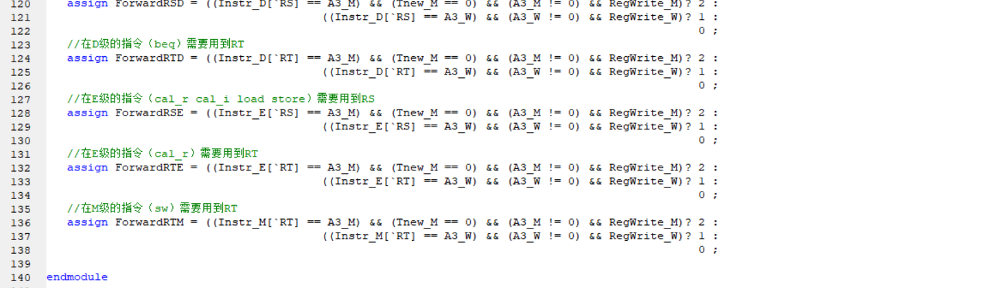 120 assign ForwardRSD = ((Instr_D[`RS] == A3_M) && (Tnew_M == 0) && (A3_M != 0) && RegWrite_M)? 2 :
121 ((Instr_D[`RS] == A3_W) && (A3_W != 0) && RegWrite_W)? 1 :
122 0 ;
123 //在D级的指令（beq）需要用到RT
124 assign ForwardRTD = ((Instr_D[`RT] == A3_M) && (Tnew_M == 0) && (A3_M != 0) && RegWrite_M)? 2 :
125 ((Instr_D[`RT] == A3_W) && (A3_W != 0) && RegWrite_W)? 1 :
126 0 ;
127 //在E级的指令（cal_r cal_i load store）需要用到RS
128 assign ForwardRSE = ((Instr_E[`RS] == A3_M) && (Tnew_M == 0) && (A3_M != 0) && RegWrite_M)? 2 :
129 ((Instr_E[`RS] == A3_W) && (A3_W != 0) && RegWrite_W)? 1 :
130 0 ;
131 //在E级的指令（cal_r）需要用到RT
132 assign ForwardRTE = ((Instr_E[`RT] == A3_M) && (Tnew_M == 0) && (A3_M != 0) && RegWrite_M)? 2 :
133 ((Instr_E[`RT] == A3_W) && (A3_W != 0) && RegWrite_W)? 1 :
134 0 ;
135 //在M级的指令（sw）需要用到RT
136 assign ForwardRTM = ((Instr_M[`RT] == A3_M) && (Tnew_M == 0) && (A3_M != 0) && RegWrite_M)? 2 :
137 ((Instr_M[`RT] == A3_W) && (A3_W != 0) && RegWrite_W)? 1 :
138 0 ;
139
140 endmodule